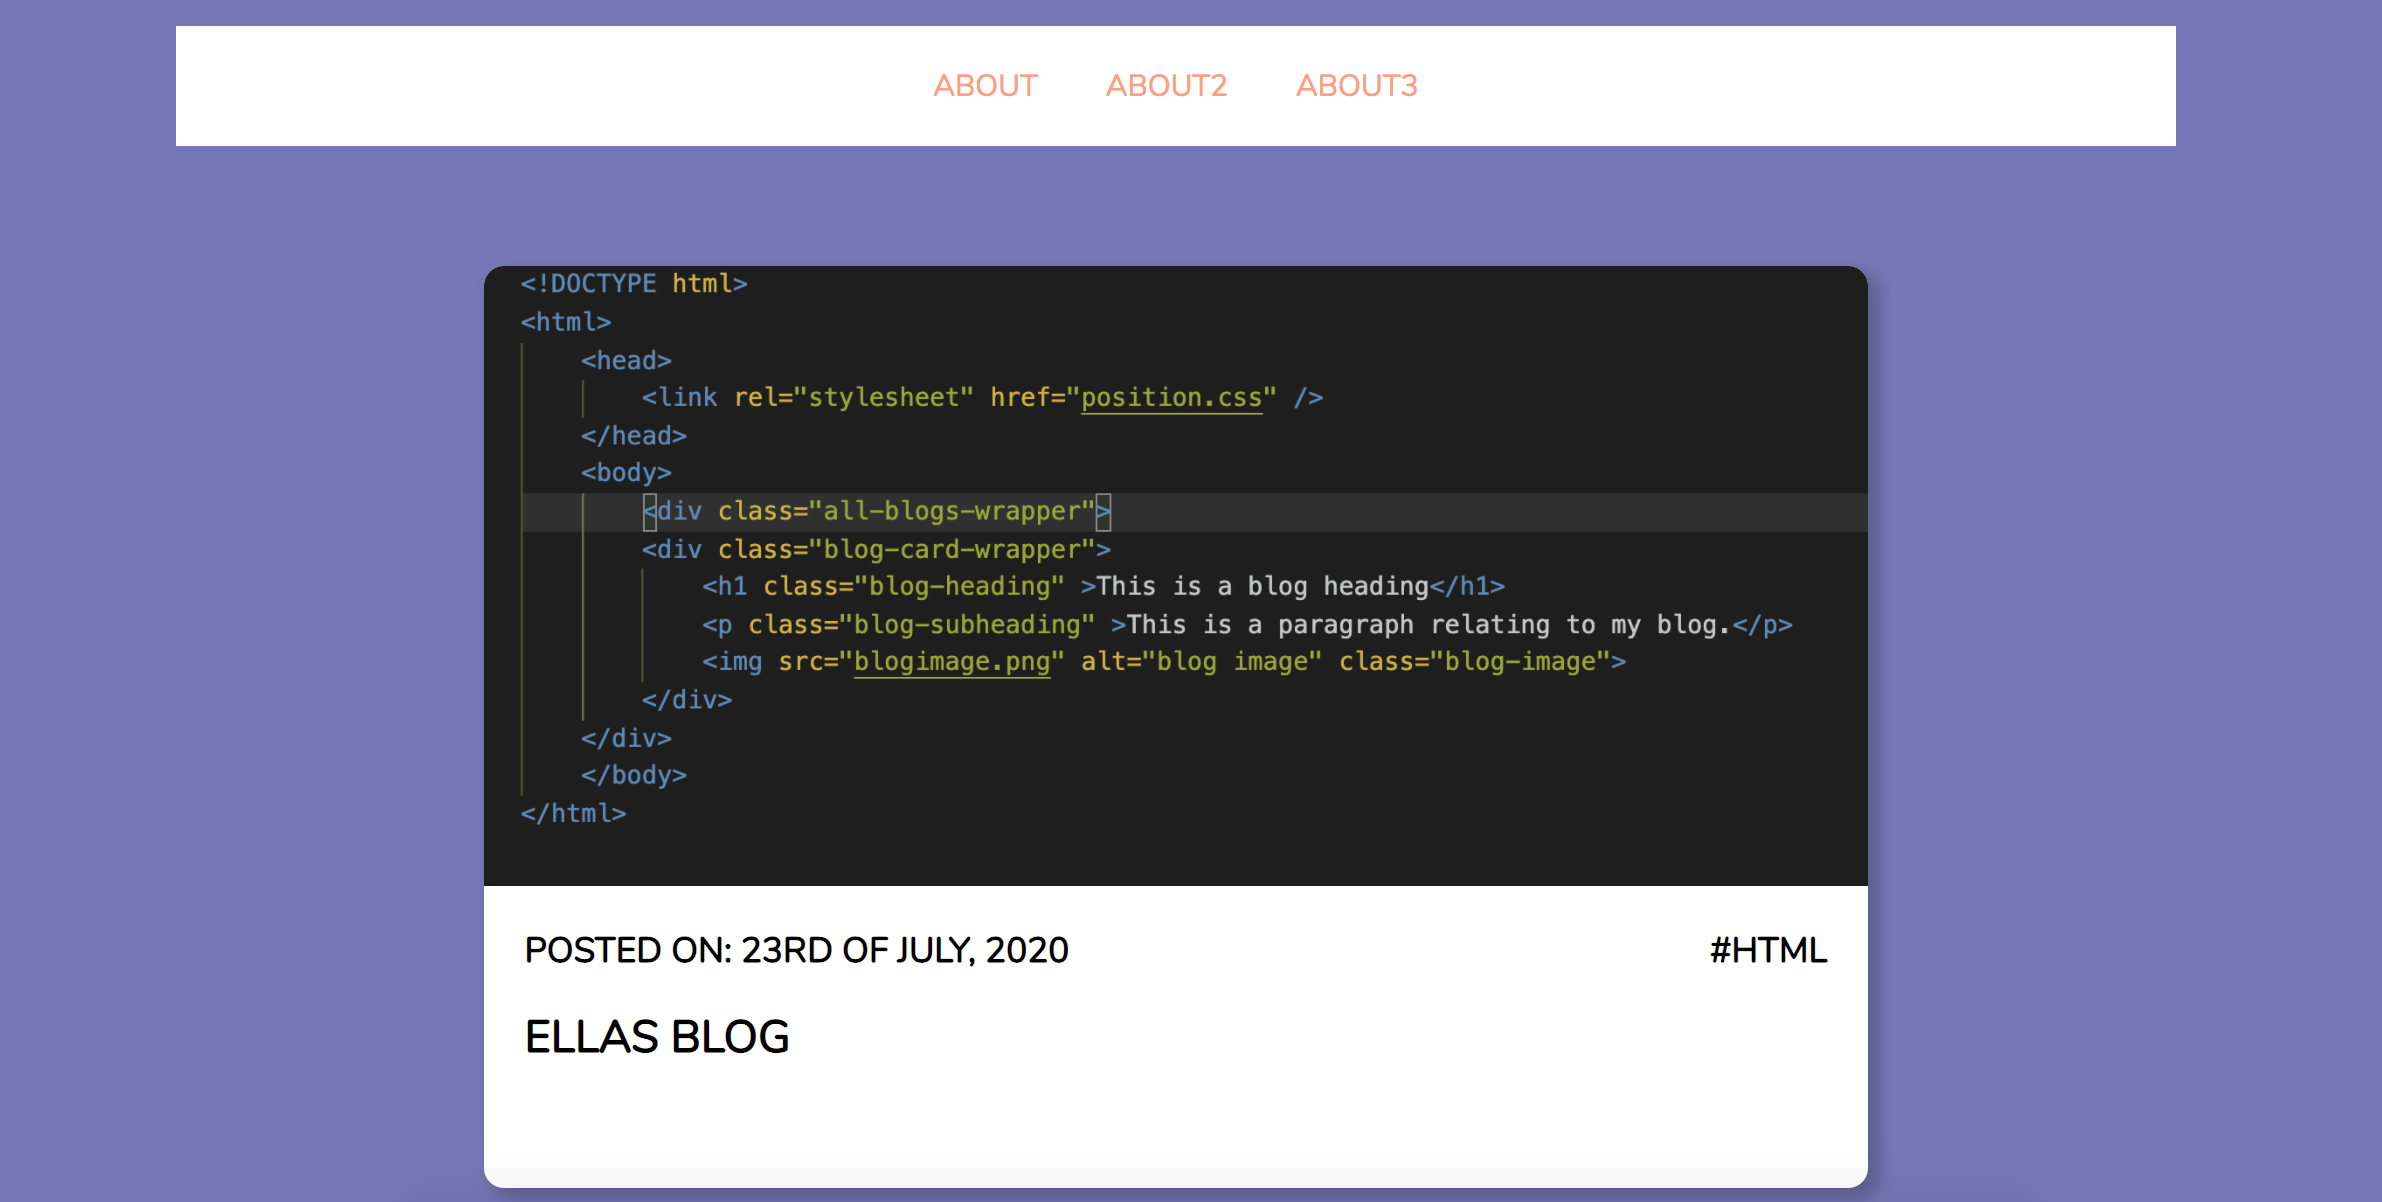 ABOUT ABOUT2 ABOUT3
<!DOCTYPE html>
<html>
<head>
<link rel="stylesheet" href="position.css" />
</head>
<body>
<div class="all-blogs-wrapper">
<div class="blog-card-wrapper">
<h1 class="blog-heading" >This is a blog heading</h1>
<p class="blog-subheading" >This is a paragraph relating to my blog.</p>
<img src="blogimage.png" alt="blog image" class="blog-image">
</div>
</div>
</body>
</html>
POSTED ON: 23RD OF JULY, 2020 #HTML
ELLAS BLOG